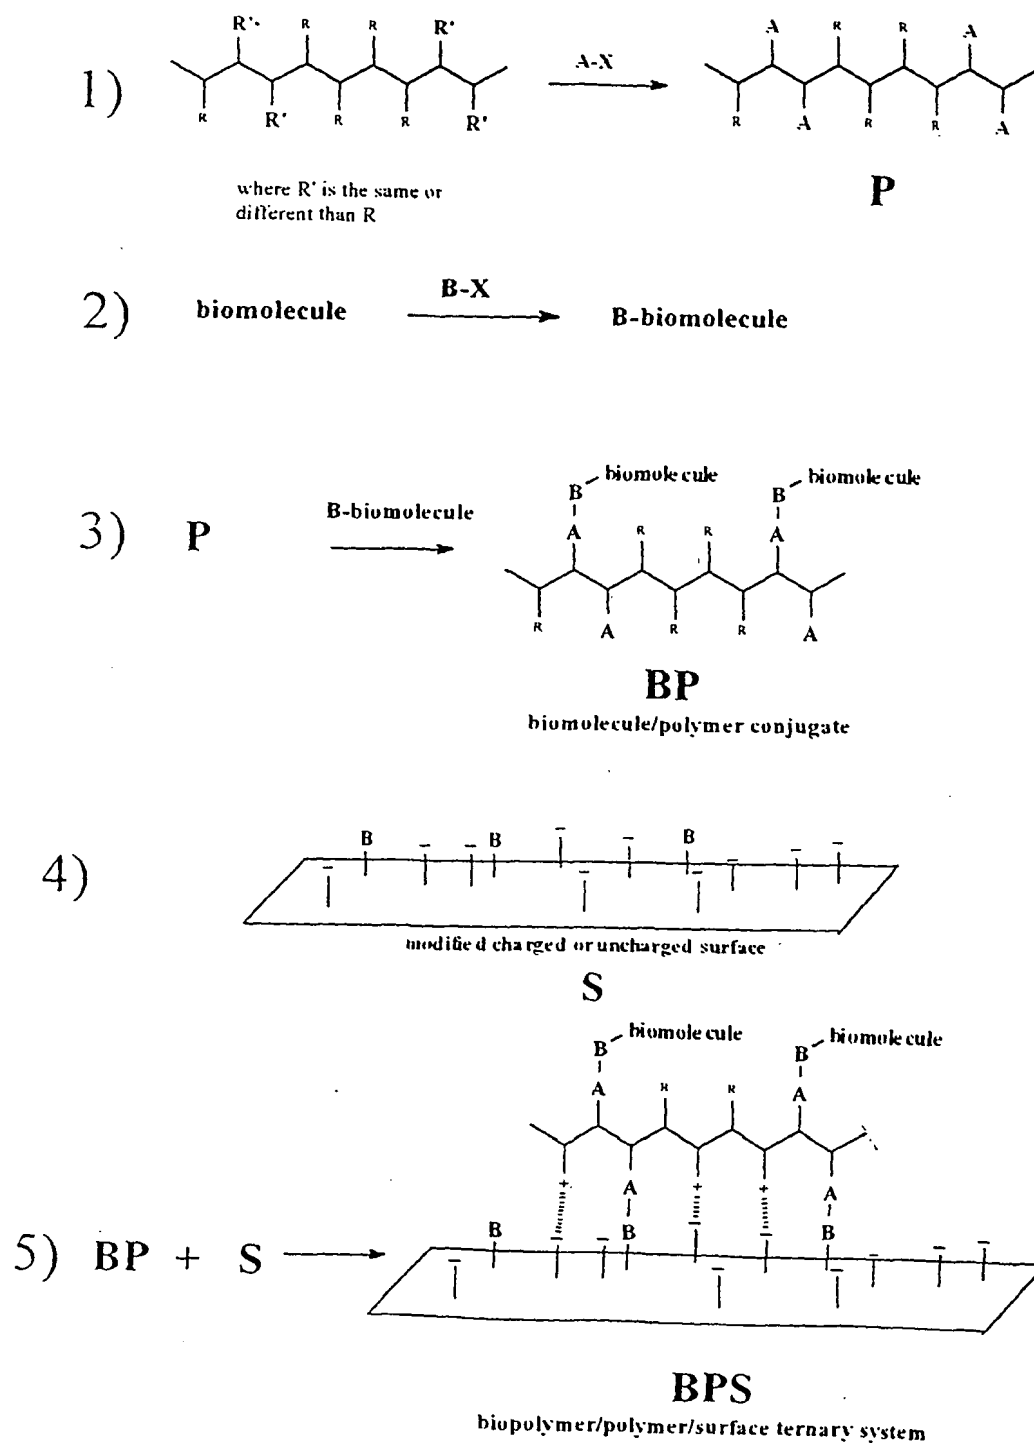 R' R R R' A R R A
1) A-X
R R' R R R' R A R R A
where R' is the same or
different than R
P
2) biomolecule B-X B-biomolecule
biomolecule biomolecule
B B
3) P B-biomolecule A R R A
R A R R A
BP
biomolecule/polymer conjugate
4) B B B
modified charged or uncharged surface
S
biomolecule biomolecule
B B
A R R A
+ A + + A
5) BP + S B B B
BPS
biopolymer/polymer/surface ternary system